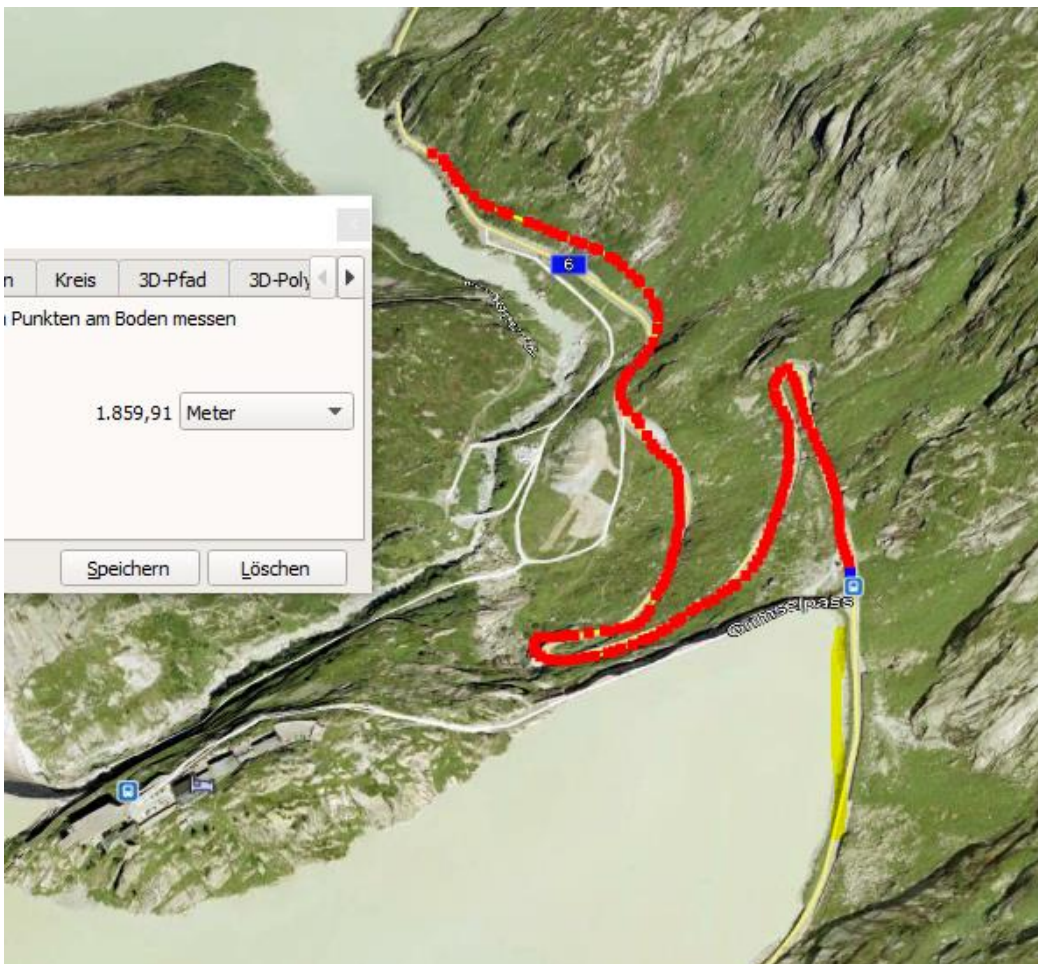 6
n
Kreis
3D-Pfad
3D-Poly
Punkten am Boden messen
1.859,91
Meter
Speichern
Löschen
Grimselpass